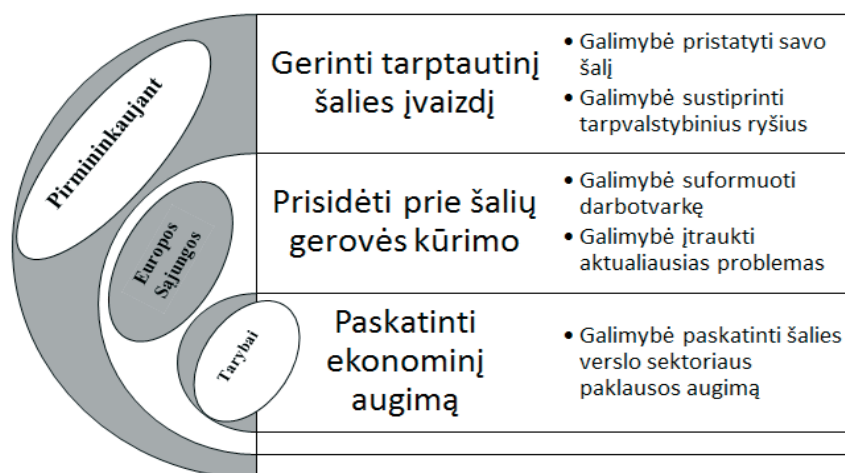 Pirmininkaujant
Europos
Sąjungos
Tarybai
Gerinti tarptautinį
šalies įvaizdį
• Galimybė pristatyti savo
šalį
• Galimybė sustiprinti
tarpvalstybinius ryšius
Prisidėti prie šalių
gerovės kūrimo
• Galimybė suformuoti
darbotvarkę
• Galimybė įtraukti
aktualiausias problemas
Paskatinti
ekonominį
augimą
• Galimybė paskatinti šalies
verslo sektoriaus
paklausos augimą